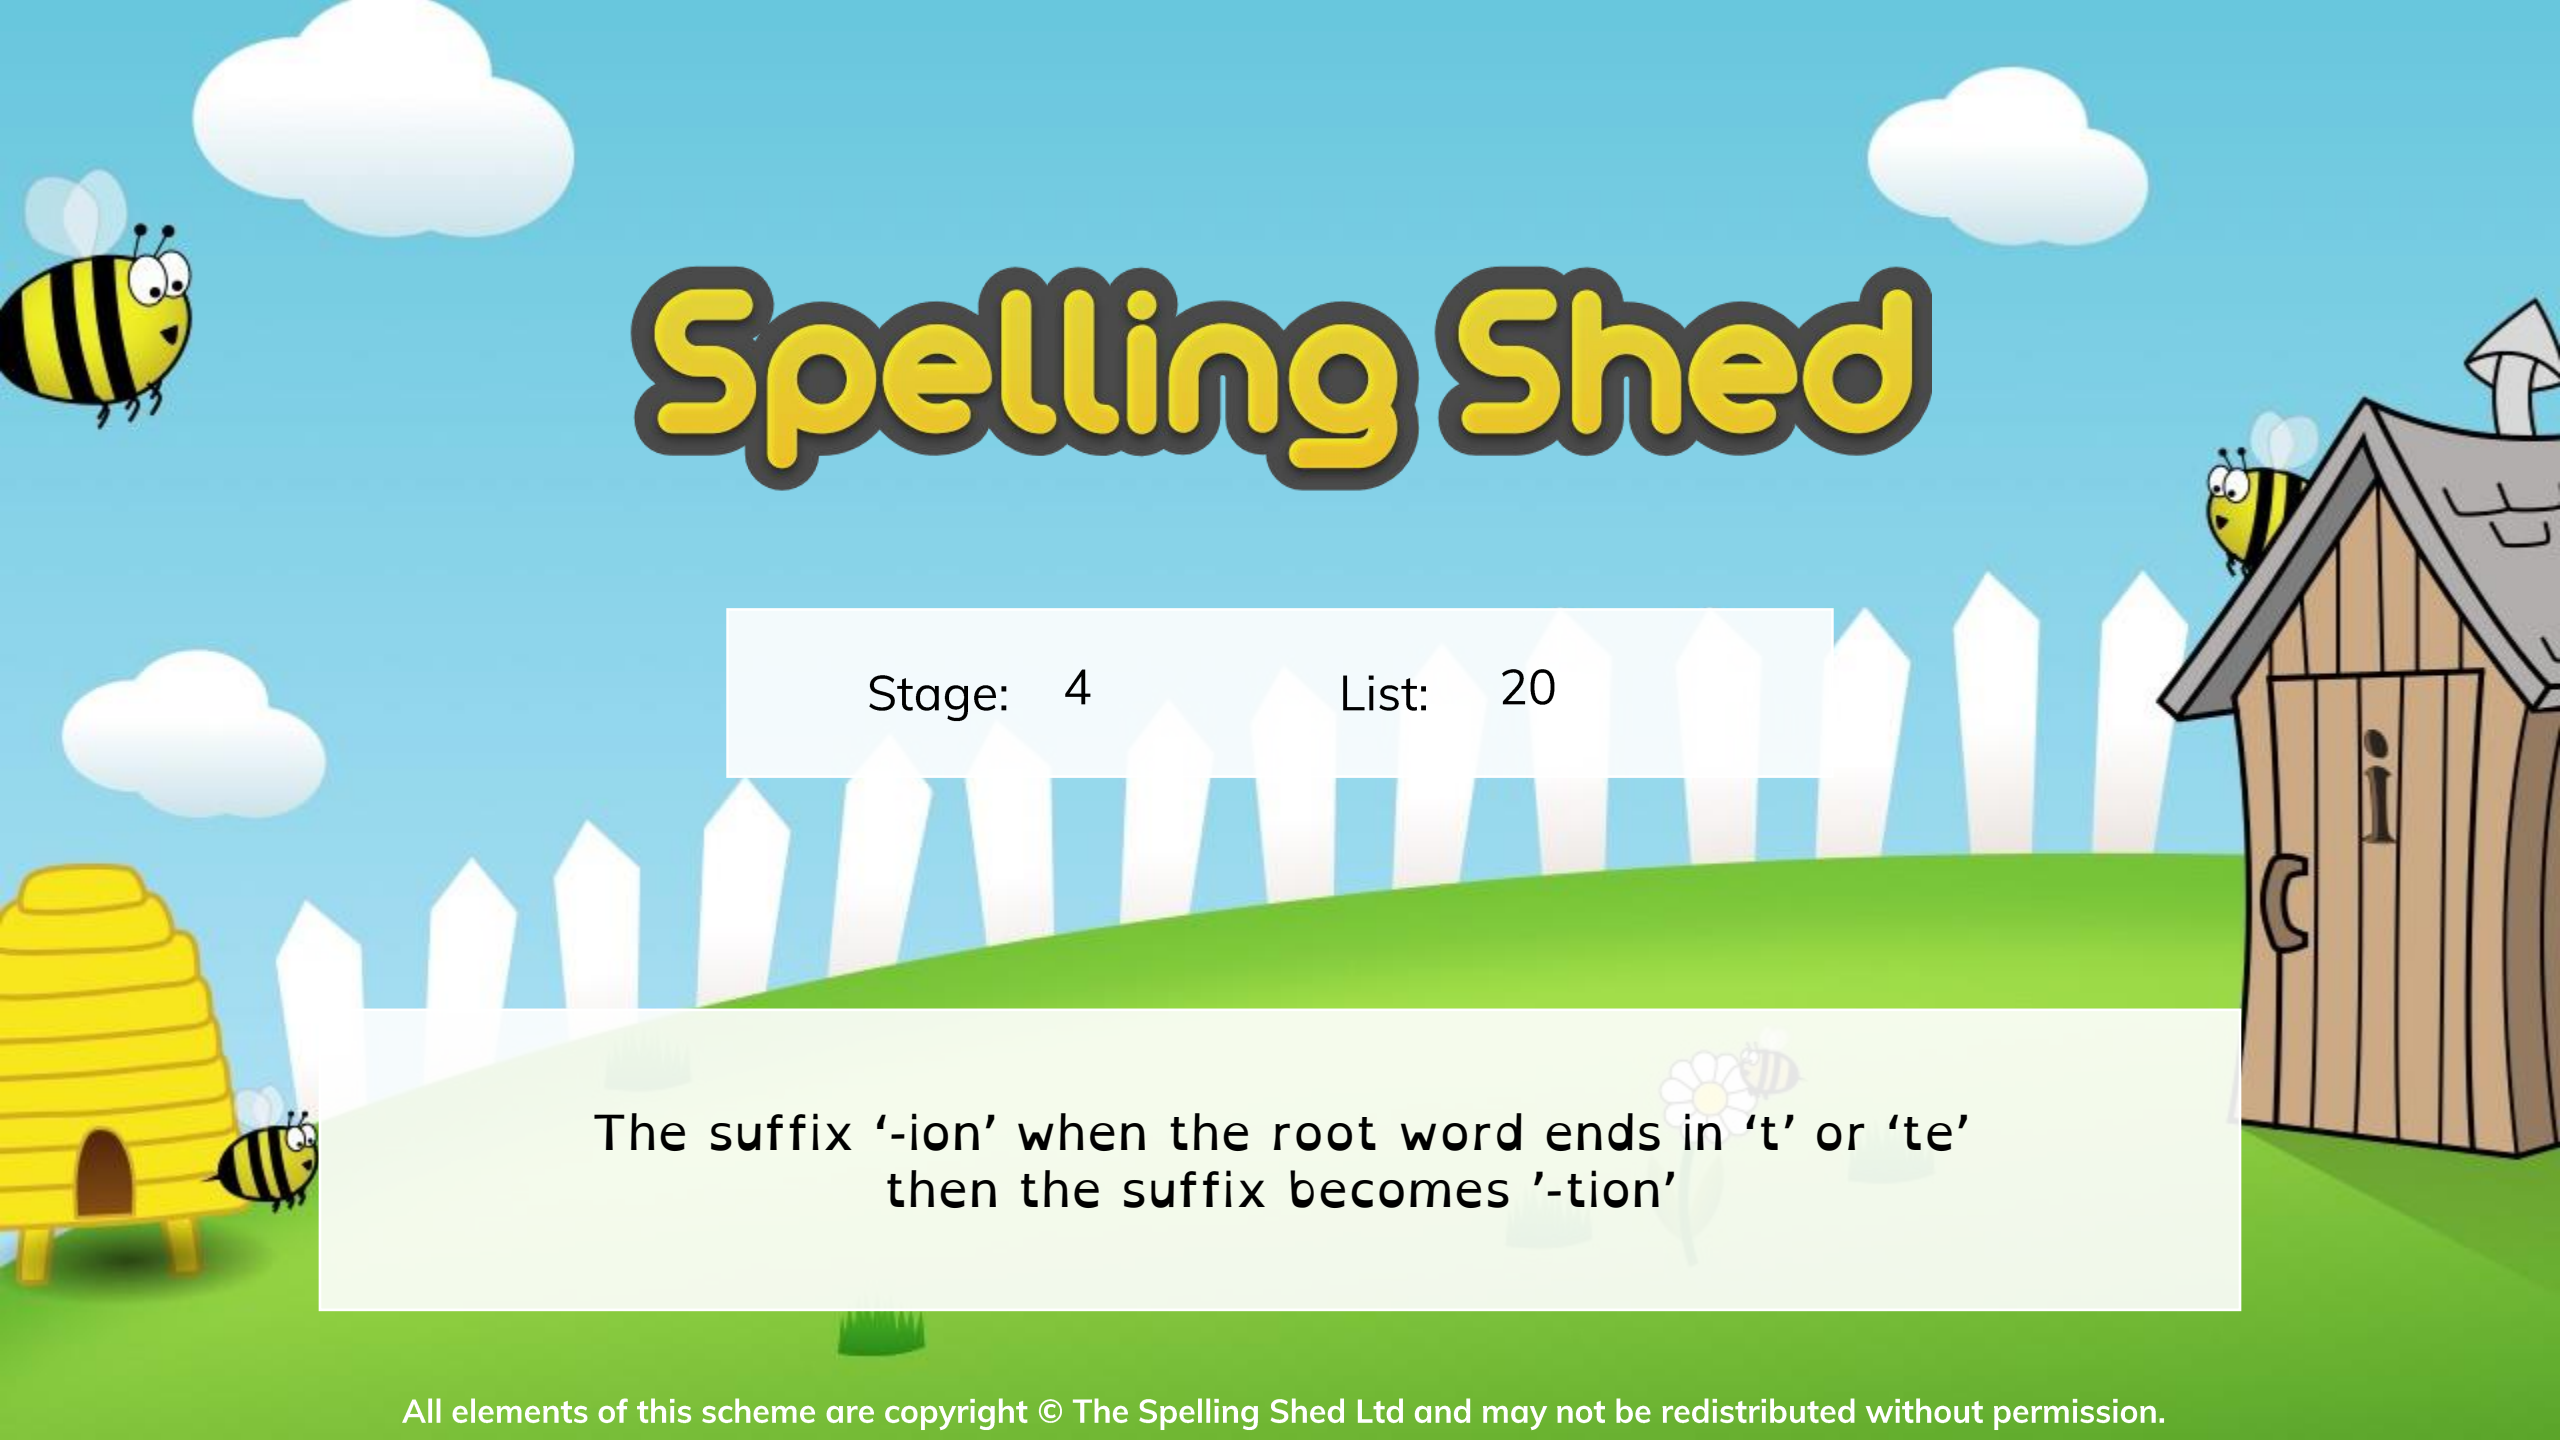 Spelling Shed
Stage: 4 List: 20
i
The suffix ‘-ion’ when the root word ends in ‘t’ or ‘te’
then the suffix becomes ’-tion’
All elements of this scheme are copyright © The Spelling Shed Ltd and may not be redistributed without permission.